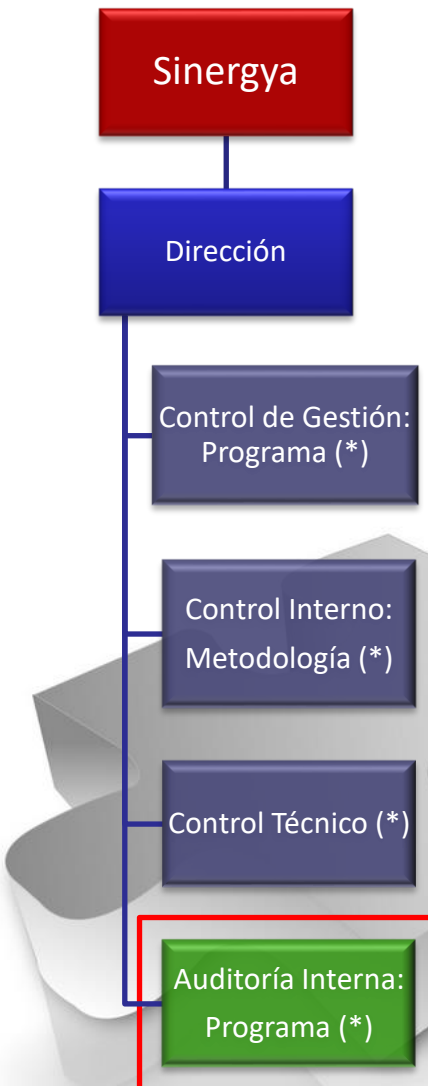 Sinergya
Dirección
Control de Gestión:
Programa (*)
Control Interno:
Metodología (*)
Control Técnico (*)
Auditoría Interna:
Programa (*)